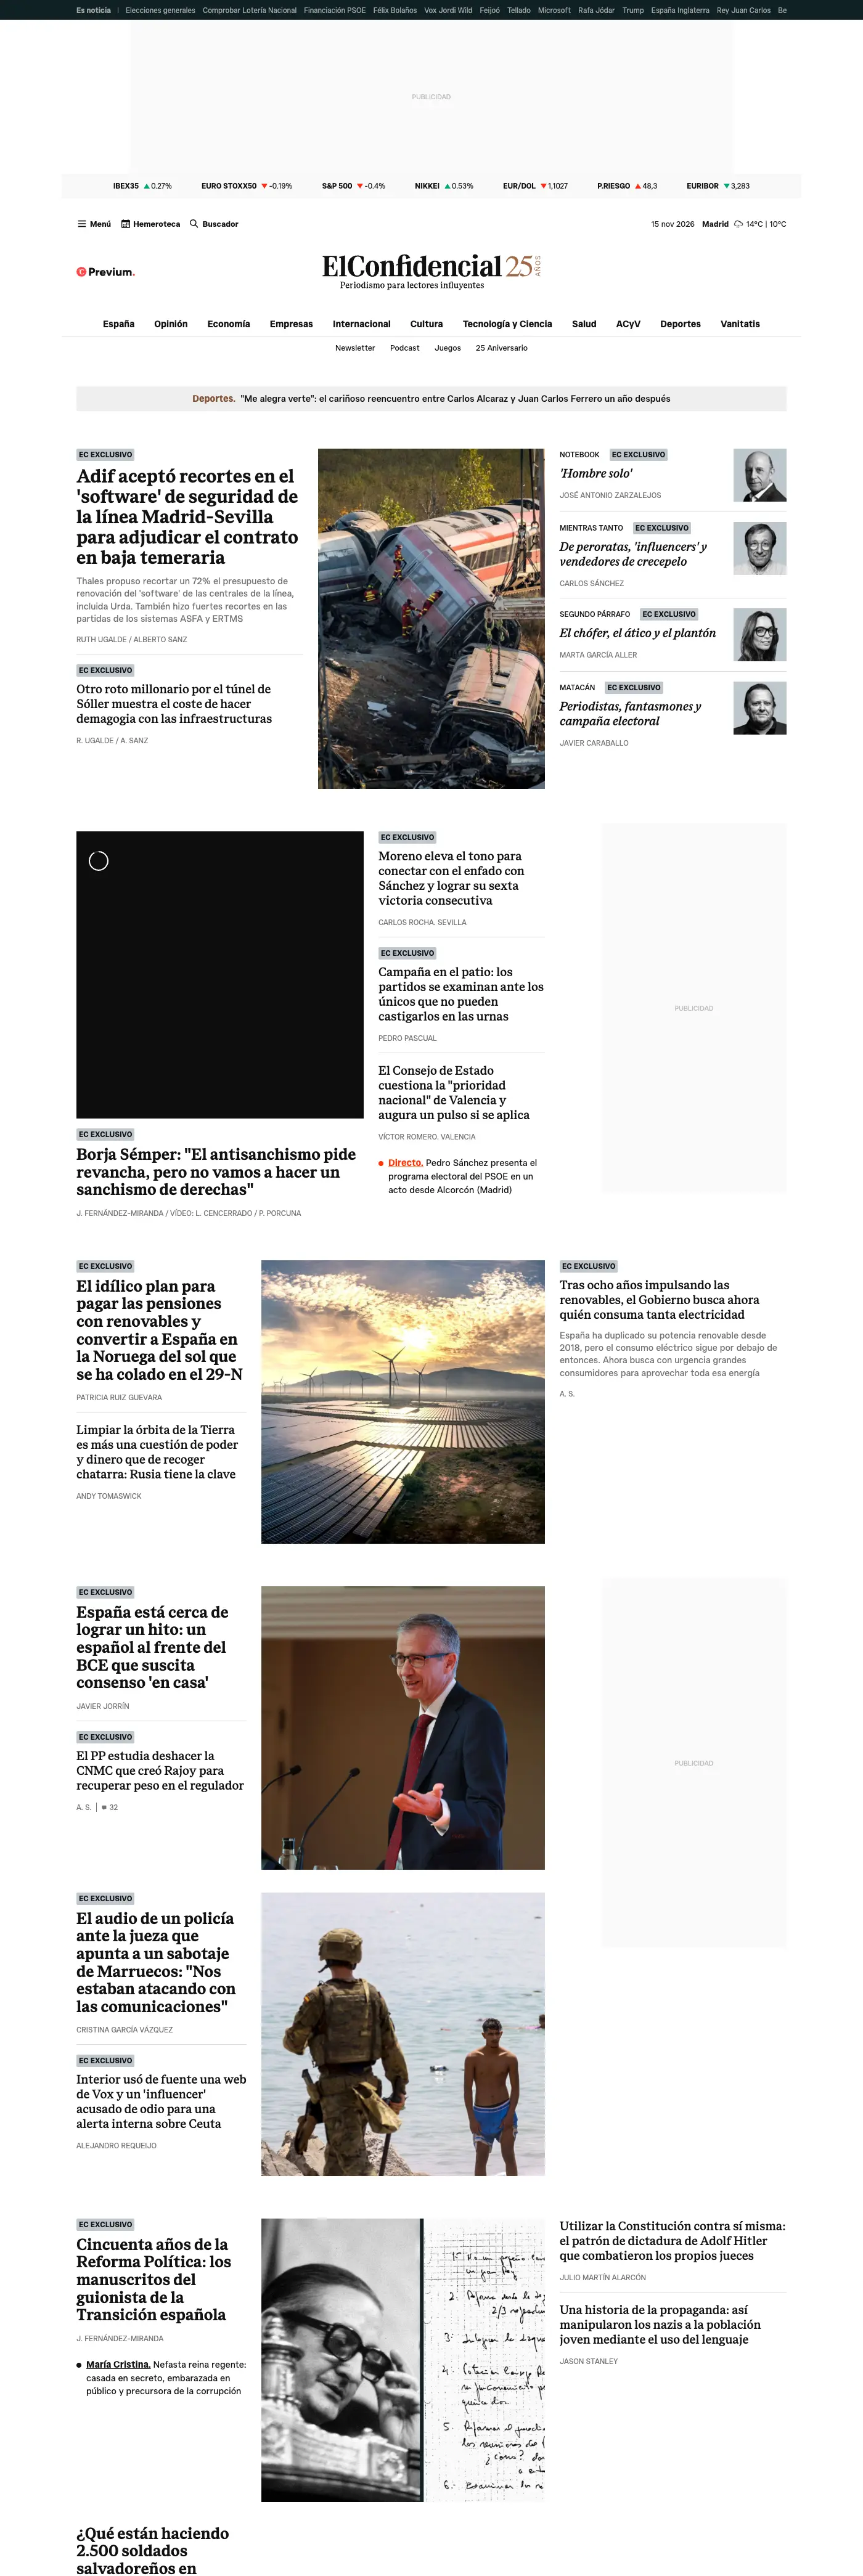 Es noticia | Elecciones generales Comprobar Lotería Nacional Financiación PSOE Félix Bolaños Vox Jordi Wild Feijoó Tellado Microsoft Rafa Jódar Trump España Inglaterra Rey Juan Carlos Be
PUBLICIDAD
IBEX35 0.27% EURO STOXX50 -0.19% S&P 500 -0.4% NIKKEI 0.53% EUR/DOL 1,1027 P.RIESGO 48,3 EURIBOR 3,283
Menú Hemeroteca Buscador
15 nov 2026 Madrid 14ºC | 10ºC
C Previum.
ElConfidencial 25 AÑOS
Periodismo para lectores influyentes
España Opinión Economía Empresas Internacional Cultura Tecnología y Ciencia Salud ACyV Deportes Vanitatis
Newsletter Podcast Juegos 25 Aniversario
Deportes. "Me alegra verte": el cariñoso reencuentro entre Carlos Alcaraz y Juan Carlos Ferrero un año después
EC EXCLUSIVO
Adif aceptó recortes en el
'software' de seguridad de
la línea Madrid-Sevilla
para adjudicar el contrato
en baja temeraria
Thales propuso recortar un 72% el presupuesto de
renovación del 'software' de las centrales de la línea,
incluida Urda. También hizo fuertes recortes en las
partidas de los sistemas ASFA y ERTMS
RUTH UGALDE / ALBERTO SANZ
EC EXCLUSIVO
Otro roto millonario por el túnel de
Sóller muestra el coste de hacer
demagogia con las infraestructuras
R. UGALDE / A. SANZ
NOTEBOOK EC EXCLUSIVO
'Hombre solo'
JOSÉ ANTONIO ZARZALEJOS
MIENTRAS TANTO EC EXCLUSIVO
De peroratas, 'influencers' y
vendedores de crecepelo
CARLOS SÁNCHEZ
SEGUNDO PÁRRAFO EC EXCLUSIVO
El chófer, el ático y el plantón
MARTA GARCÍA ALLER
MATACÁN EC EXCLUSIVO
Periodistas, fantasmones y
campaña electoral
JAVIER CARABALLO
EC EXCLUSIVO
Borja Sémper: "El antisanchismo pide
revancha, pero no vamos a hacer un
sanchismo de derechas"
J. FERNÁNDEZ-MIRANDA / VÍDEO: L. CENCERRADO / P. PORCUNA
EC EXCLUSIVO
Moreno eleva el tono para
conectar con el enfado con
Sánchez y lograr su sexta
victoria consecutiva
CARLOS ROCHA. SEVILLA
EC EXCLUSIVO
Campaña en el patio: los
partidos se examinan ante los
únicos que no pueden
castigarlos en las urnas
PEDRO PASCUAL
El Consejo de Estado
cuestiona la "prioridad
nacional" de Valencia y
augura un pulso si se aplica
VÍCTOR ROMERO. VALENCIA
Directo. Pedro Sánchez presenta el
programa electoral del PSOE en un
acto desde Alcorcón (Madrid)
PUBLICIDAD
EC EXCLUSIVO
El idílico plan para
pagar las pensiones
con renovables y
convertir a España en
la Noruega del sol que
se ha colado en el 29-N
PATRICIA RUIZ GUEVARA
Limpiar la órbita de la Tierra
es más una cuestión de poder
y dinero que de recoger
chatarra: Rusia tiene la clave
ANDY TOMASWICK
EC EXCLUSIVO
Tras ocho años impulsando las
renovables, el Gobierno busca ahora
quién consuma tanta electricidad
España ha duplicado su potencia renovable desde
2018, pero el consumo eléctrico sigue por debajo de
entonces. Ahora busca con urgencia grandes
consumidores para aprovechar toda esa energía
A. S.
EC EXCLUSIVO
España está cerca de
lograr un hito: un
español al frente del
BCE que suscita
consenso 'en casa'
JAVIER JORRÍN
EC EXCLUSIVO
El PP estudia deshacer la
CNMC que creó Rajoy para
recuperar peso en el regulador
A. S. | 32
PUBLICIDAD
EC EXCLUSIVO
El audio de un policía
ante la jueza que
apunta a un sabotaje
de Marruecos: "Nos
estaban atacando con
las comunicaciones"
CRISTINA GARCÍA VÁZQUEZ
EC EXCLUSIVO
Interior usó de fuente una web
de Vox y un 'influencer'
acusado de odio para una
alerta interna sobre Ceuta
ALEJANDRO REQUEIJO
EC EXCLUSIVO
Cincuenta años de la
Reforma Política: los
manuscritos del
guionista de la
Transición española
J. FERNÁNDEZ-MIRANDA
María Cristina. Nefasta reina regente:
casada en secreto, embarazada en
público y precursora de la corrupción
Utilizar la Constitución contra sí misma:
el patrón de dictadura de Adolf Hitler
que combatieron los propios jueces
JULIO MARTÍN ALARCÓN
Una historia de la propaganda: así
manipularon los nazis a la población
joven mediante el uso del lenguaje
JASON STANLEY
¿Qué están haciendo
2.500 soldados
salvadoreños en